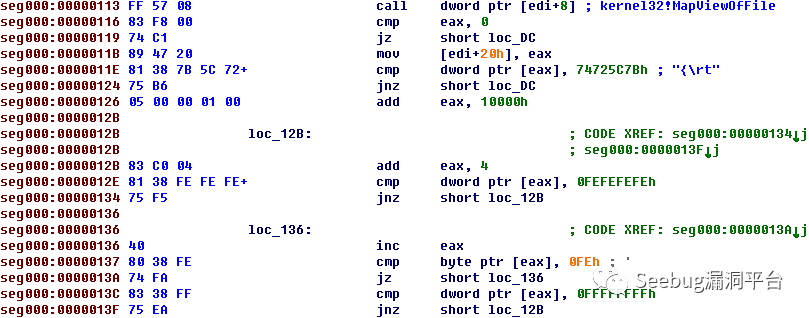 seg000:00000113 FF 57 08 call dword ptr [edi+8] ; kernel32!MapViewOfFile
seg000:00000116 83 F8 00 cmp eax, 0
seg000:00000119 74 C1 jz short loc_DC
seg000:0000011B 89 47 20 mov [edi+20h], eax
seg000:0000011E 81 38 7B 5C 72+ cmp dword ptr [eax], 74725C7Bh ; "{\rt"
seg000:00000124 75 B6 jnz short loc_DC
seg000:00000126 05 00 00 01 00 add eax, 10000h
seg000:0000012B
seg000:0000012B loc_12B: ; CODE XREF: seg000:00000134↓j
seg000:0000012B ; seg000:0000013F↓j
seg000:0000012B 83 C0 04 add eax, 4
seg000:0000012E 81 38 FE FE FE+ cmp dword ptr [eax], 0FEFEFEFEh
seg000:00000134 75 F5 jnz short loc_12B
seg000:00000136
seg000:00000136 loc_136: ; CODE XREF: seg000:0000013A↓j
seg000:00000136 40 inc eax
seg000:00000137 80 38 FE cmp byte ptr [eax], 0FEh ; '
seg000:0000013A 74 FA jz short loc_136
seg000:0000013C 83 38 FF cmp dword ptr [eax], 0FFFFFFFFh
seg000:0000013F 75 EA jnz short loc_12B
Seebug漏洞平台